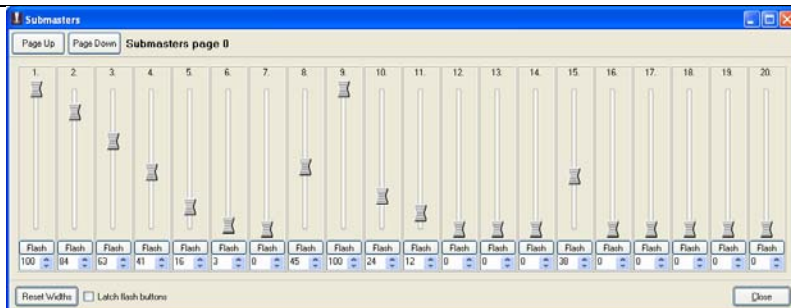 Submasters
Page Up Page Down Submasters page 0
1. 2. 3. 4. 5. 6. 7. 8. 9. 10. 11. 12. 13. 14. 15. 16. 17. 18. 19. 20.
Flash Flash Flash Flash Flash Flash Flash Flash Flash Flash Flash Flash Flash Flash Flash Flash Flash Flash Flash Flash
100 84 63 41 16 3 0 45 100 24 12 0 0 0 38 0 0 0 0 0
Reset Widths Latch flash buttons Close